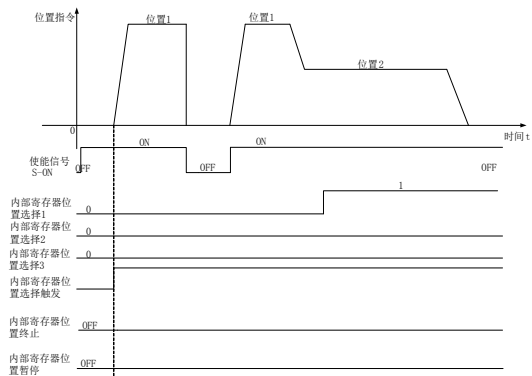 位置指令
位置1
位置1
位置2
0
时间t
使能信号
S-ON
OFF
ON
OFF
ON
OFF
内部寄存器位
置选择1
0
1
内部寄存器位
置选择2
0
内部寄存器位
置选择3
0
内部寄存器位
置选择触发
内部寄存器位
置终止
OFF
内部寄存器位
置暂停
OFF